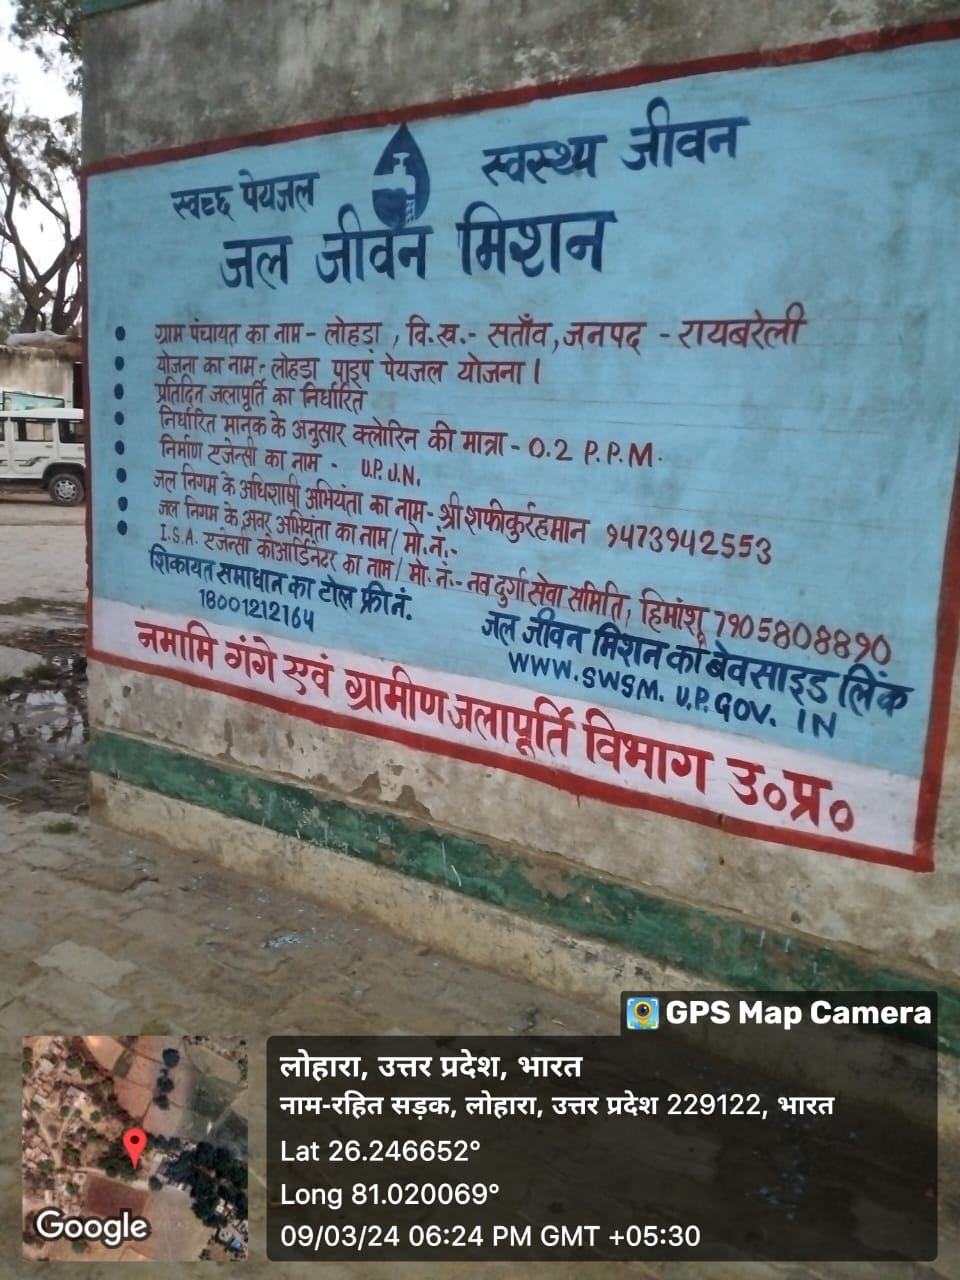 स्वच्छ पेयजल
स्वस्थ्य जीवन
जल जीवन मिशन
• ग्राम पंचायत का नाम - लोहड़ा , वि.ख.- सताँव, जनपद - रायबरेली
• योजना का नाम - लोहड़ा पाइप पेयजल योजना ।
• प्रतिदिन जलापूर्ति का निर्धारित
• निर्धारित मानक के अनुसार क्लोरिन की मात्रा - 0.2 P.P.M.
• निर्माण एजेन्सी का नाम - U.P.J.N.
• जल निगम के अधिशाषी अभियंता का नाम - श्री शफीकुर्रहमान 9473942553
• जल निगम के अवर अभियंता का नाम / मो.नं.-
• I.S.A. एजेन्सी कोआर्डिनेटर का नाम / मो. नं.- नव दुर्गा सेवा समिति, हिमांशू 7905808890
शिकायत समाधान का टोल फ्री नं.
18001212164
जल जीवन मिशन की बेवसाइड लिंक
WWW.SWSM.U.P.GOV. IN
नमामि गंगे एवं ग्रामीण जलापूर्ति विभाग उ०प्र०
GPS Map Camera
लोहारा, उत्तर प्रदेश, भारत
नाम-रहित सड़क, लोहारा, उत्तर प्रदेश 229122, भारत
Lat 26.246652°
Long 81.020069°
09/03/24 06:24 PM GMT +05:30
Google